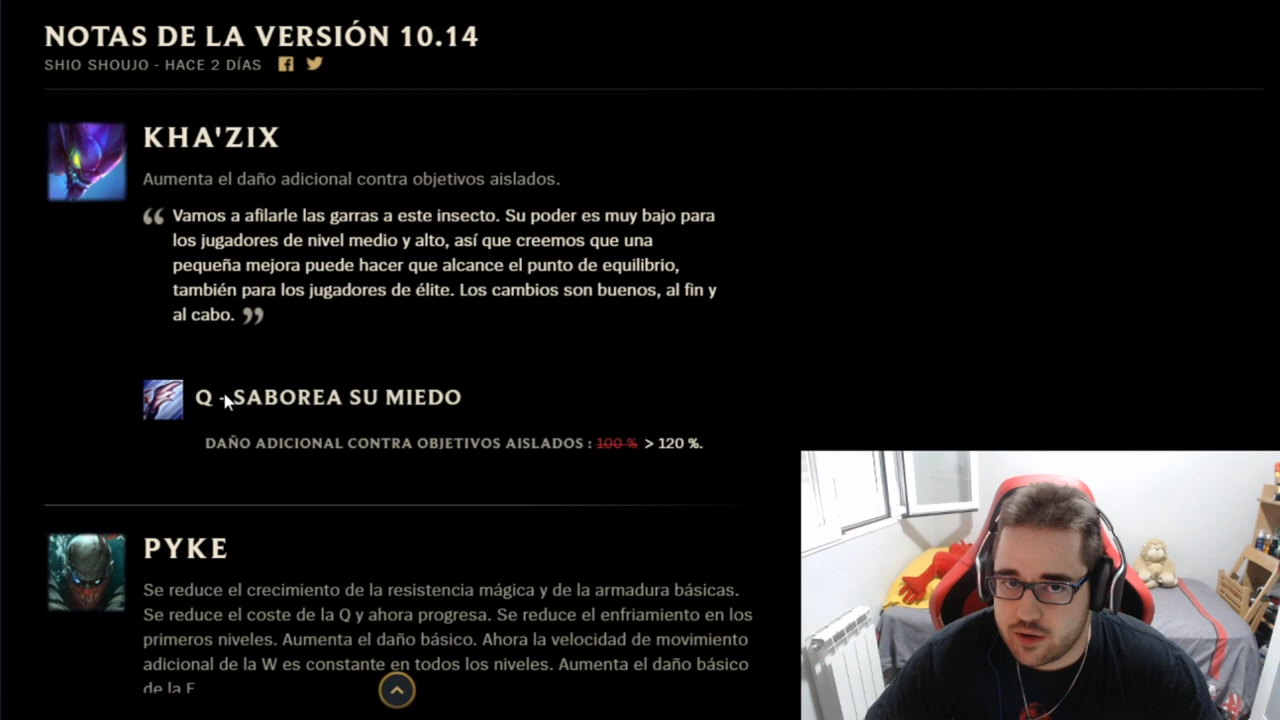 NOTAS DE LA VERSIÓN 10.14
SHIO SHOUJO - HACE 2 DÍAS
KHA'ZIX
Aumenta el daño adicional contra objetivos aislados.
“ Vamos a afilarle las garras a este insecto. Su poder es muy bajo para
los jugadores de nivel medio y alto, así que creemos que una
pequeña mejora puede hacer que alcance el punto de equilibrio,
también para los jugadores de élite. Los cambios son buenos, al fin y
al cabo. ”
Q - SABOREA SU MIEDO
DAÑO ADICIONAL CONTRA OBJETIVOS AISLADOS : 100 % > 120 %.
PYKE
Se reduce el crecimiento de la resistencia mágica y de la armadura básicas.
Se reduce el coste de la Q y ahora progresa. Se reduce el enfriamiento en los
primeros niveles. Aumenta el daño básico. Ahora la velocidad de movimiento
adicional de la W es constante en todos los niveles. Aumenta el daño básico
de la E